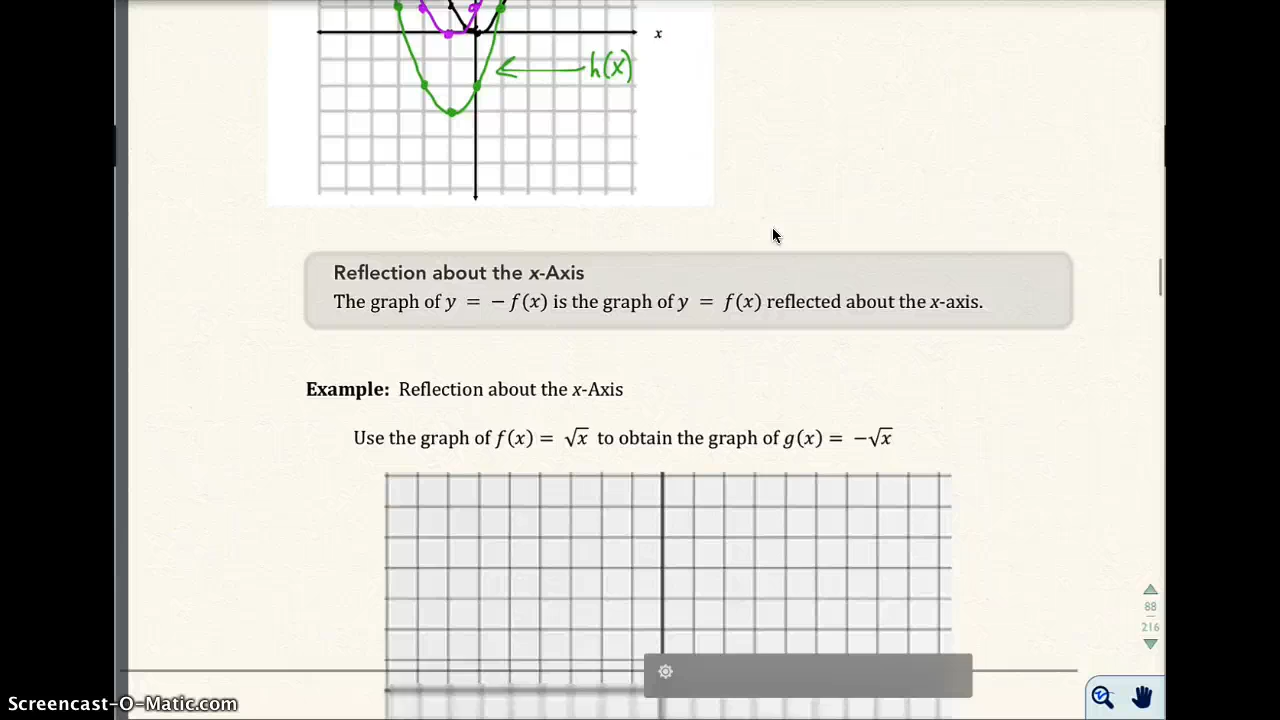 x
h(x)
Reflection about the x-Axis
The graph of y = − f(x) is the graph of y = f(x) reflected about the x-axis.
Example: Reflection about the x-Axis
Use the graph of f(x) = √x to obtain the graph of g(x) = −√x
88
216
Screencast-O-Matic.com